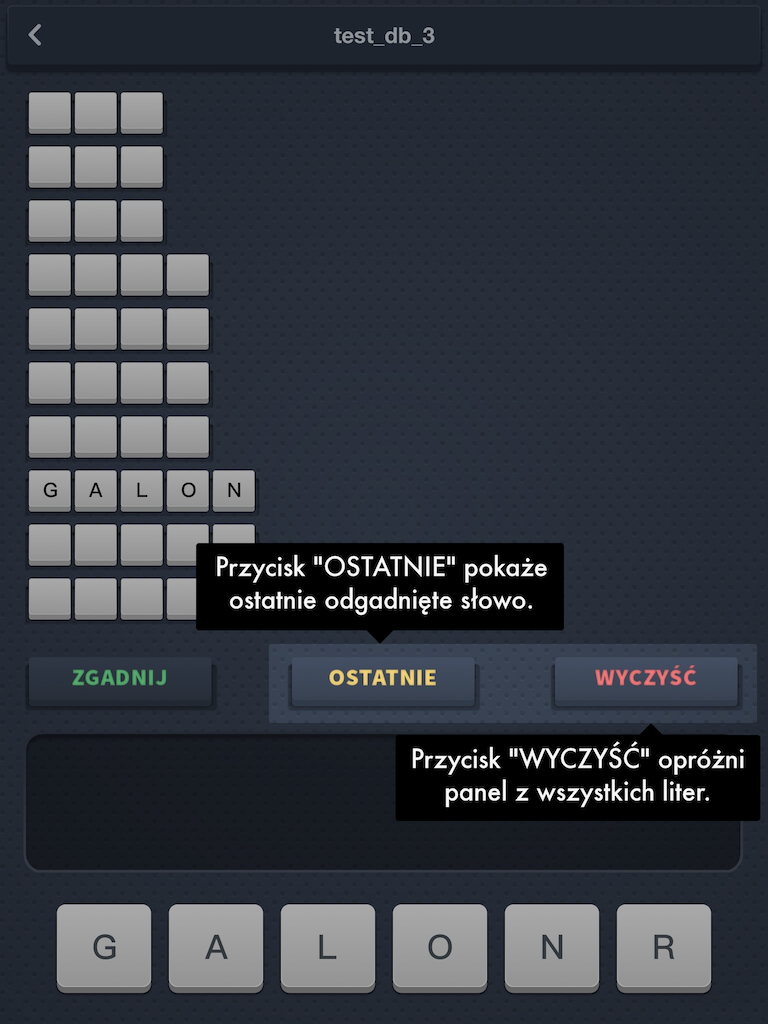 test_db_3
G A L O N
Przycisk "OSTATNIE" pokaże
ostatnie odgadnięte słowo.
ZGADNIJ
OSTATNIE
WYCZYŚĆ
Przycisk "WYCZYŚĆ" opróżni
panel z wszystkich liter.
G A L O N R